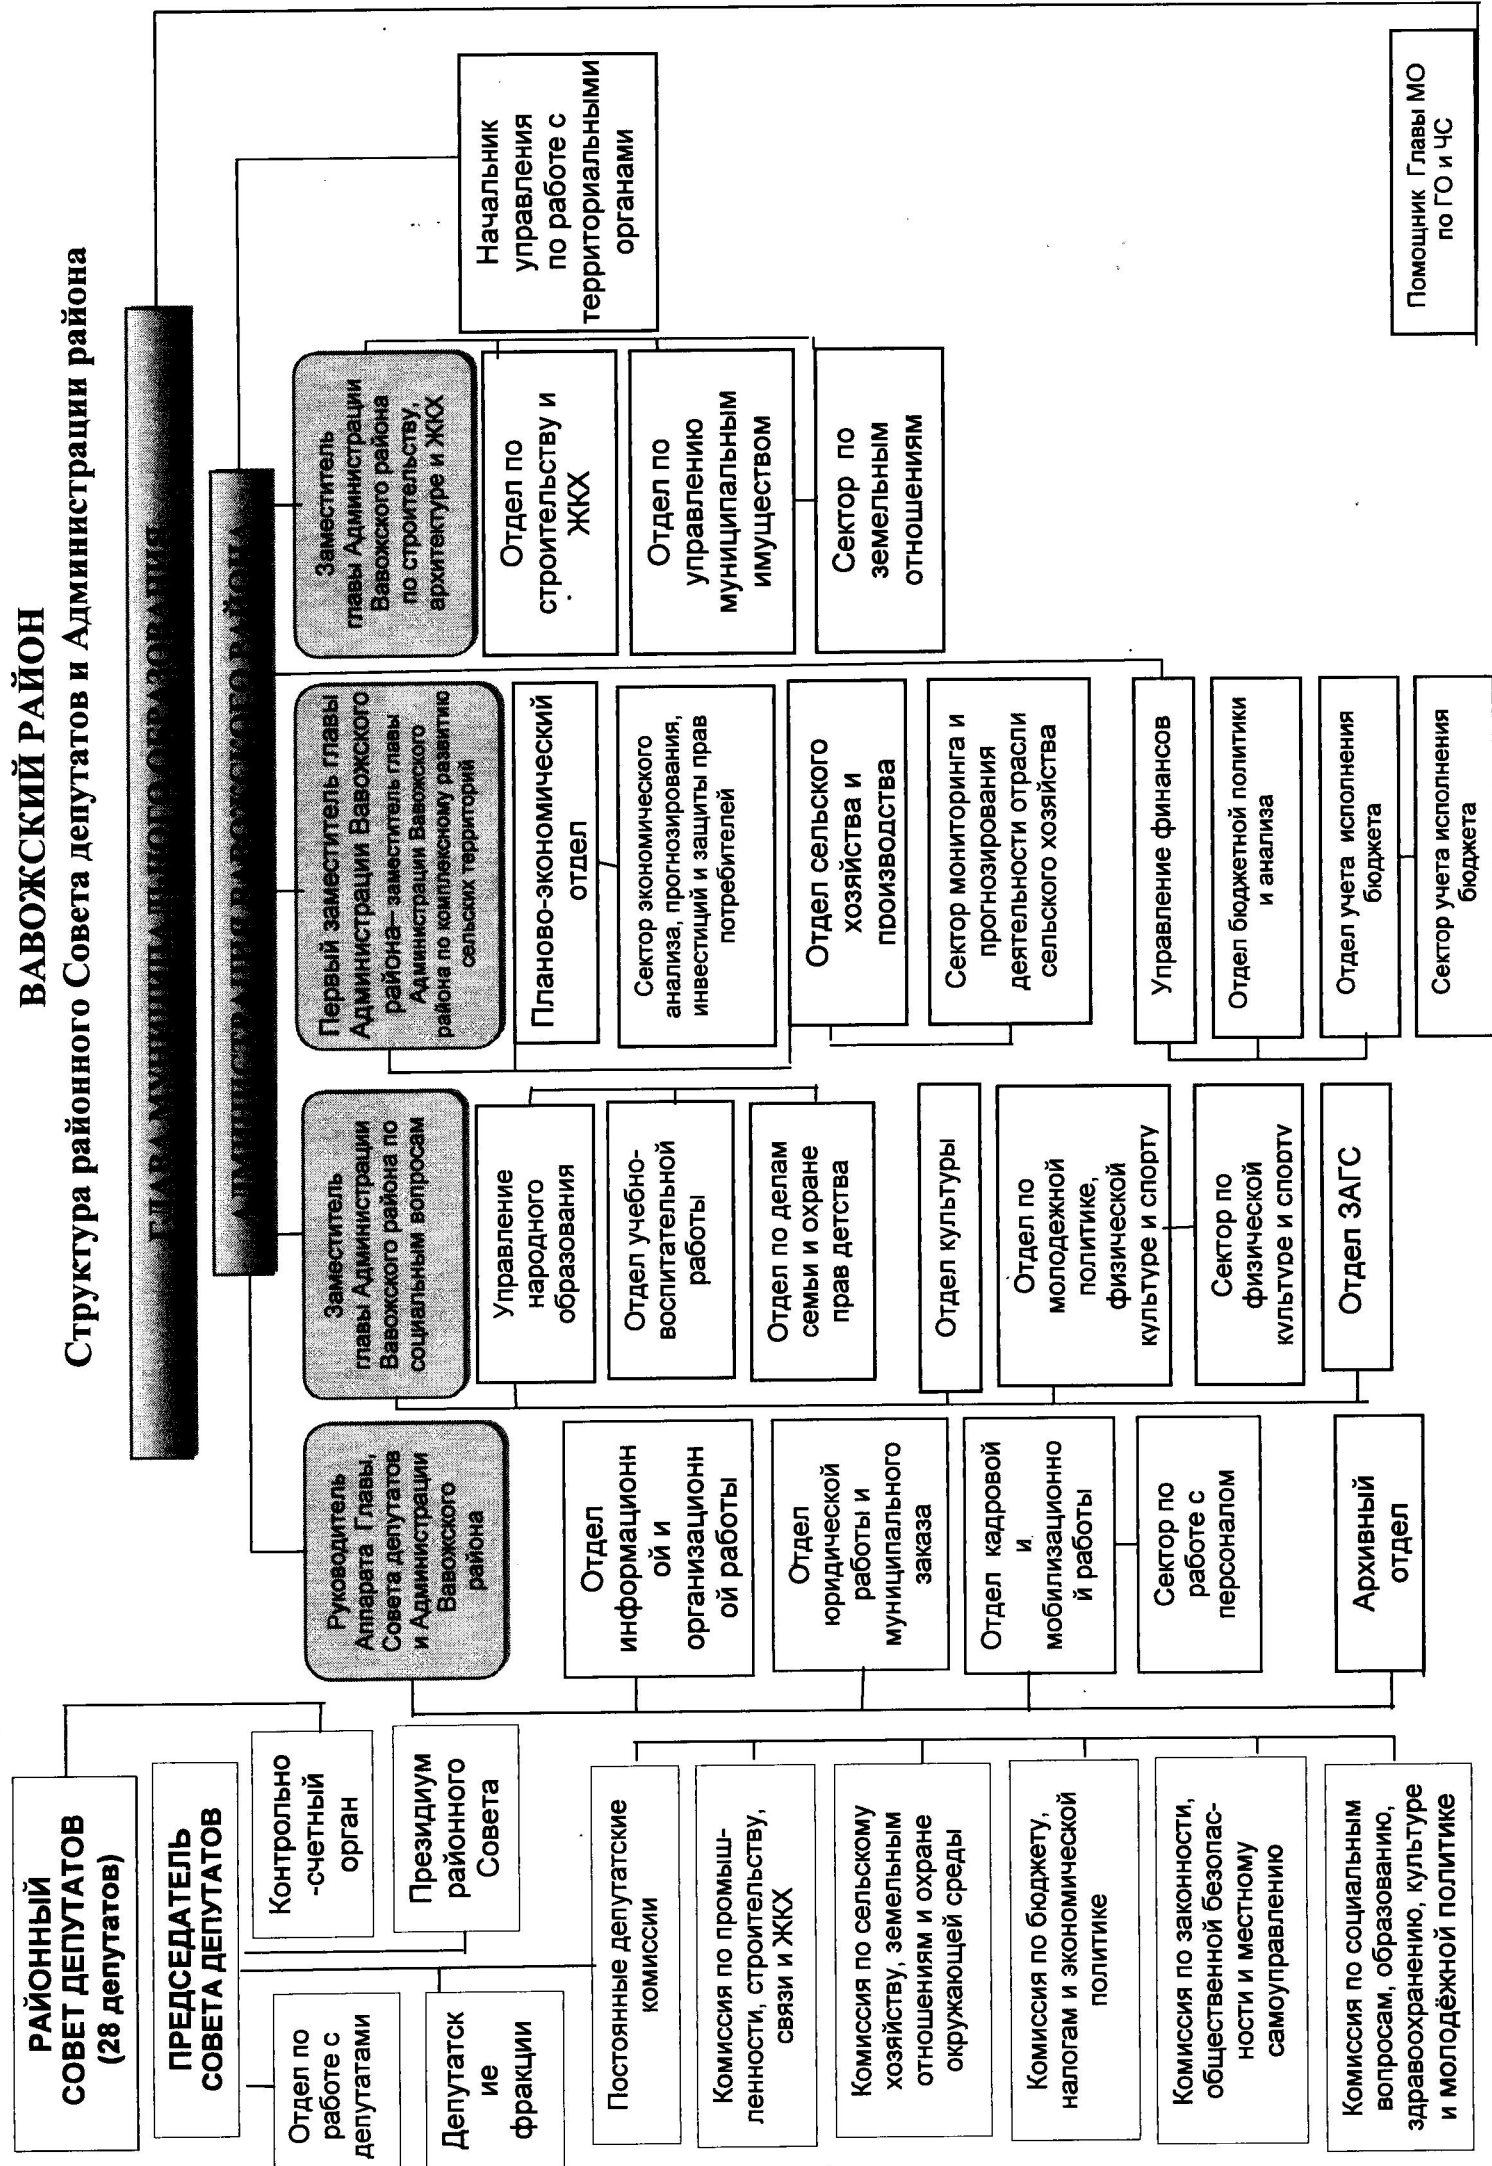 ВАВОЖСКИЙ РАЙОН
Структура районного Совета депутатов и Администрации района
РАЙОННЫЙ
СОВЕТ ДЕПУТАТОВ
(28 депутатов)
ПРЕДСЕДАТЕЛЬ
СОВЕТА ДЕПУТАТОВ
Контрольно
-счетный
орган
Президиум
районного
Совета
Отдел по
работе с
депутатами
Депутатск
ие
фракции
Постоянные депутатские
комиссии
Комиссия по промыш-
ленности, строительству,
связи и ЖКХ
Комиссия по сельскому
хозяйству, земельным
отношениям и охране
окружающей среды
Комиссия по бюджету,
налогам и экономической
политике
Комиссия по законности,
общественной безопас-
ности и местному
самоуправлению
Комиссия по социальным
вопросам, образованию,
здравоохранению, культуре
и молодёжной политике
ГЛАВА МУНИЦИПАЛЬНОГО ОБРАЗОВАНИЯ
АДМИНИСТРАЦИЯ ВАВОЖСКОГО РАЙОНА
Руководитель
Аппарата Главы,
Совета депутатов
и Администрации
Вавожского
района
Отдел
информационн
ой и
организационн
ой работы
Отдел
юридической
работы и
муниципального
заказа
Отдел кадровой
и
мобилизационно
й работы
Сектор по
работе с
персоналом
Архивный
отдел
Заместитель
главы Администрации
Вавожского района по
социальным вопросам
Управление
народного
образования
Отдел учебно-
воспитательной
работы
Отдел по делам
семьи и охране
прав детства
Отдел культуры
Отдел по
молодежной
политике,
физической
культуре и спорту
Сектор по
физической
культуре и спорту
Отдел ЗАГС
Первый заместитель главы
Администрации Вавожского
района– заместитель главы
Администрации Вавожского
района по комплексному развитию
сельских территорий
Планово-экономический
отдел
Сектор экономического
анализа, прогнозирования,
инвестиций и защиты прав
потребителей
Отдел сельского
хозяйства и
производства
Сектор мониторинга и
прогнозирования
деятельности отрасли
сельского хозяйства
Управление финансов
Отдел бюджетной политики
и анализа
Отдел учета исполнения
бюджета
Сектор учета исполнения
бюджета
Заместитель
главы Администрации
Вавожского района
по строительству,
архитектуре и ЖКХ
Отдел по
строительству и
ЖКХ
Отдел по
управлению
муниципальным
имуществом
Сектор по
земельным
отношениям
Начальник
управления
по работе с
территориальными
органами
Помощник Главы МО
по ГО и ЧС